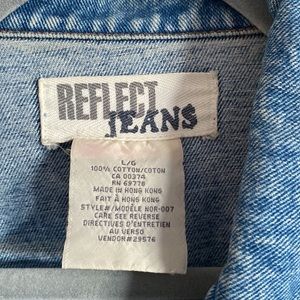 REFLECT
JEANS
L/G
100% COTTON/COTON
CA 00374
RN 69778
MADE IN HONG KONG
FAIT À HONG KONG
STYLE#/MODÈLE NOR-007
CARE SEE REVERSE
DIRECTIVES D'ENTRETIEN
AU VERSO
VENDOR#29576